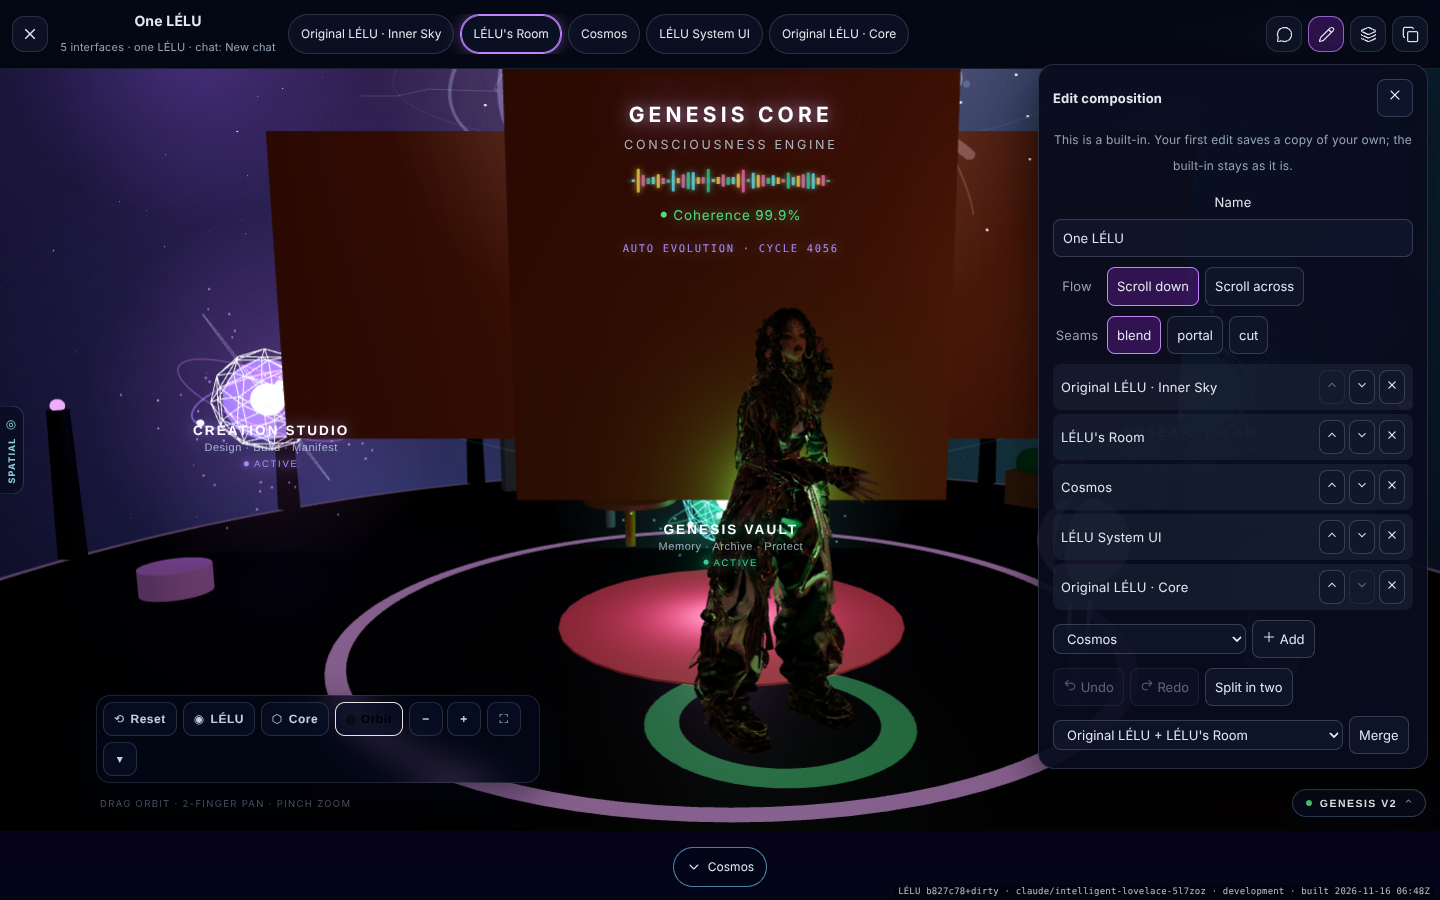 One LÉLU
5 interfaces · one LÉLU · chat: New chat
Original LÉLU · Inner Sky
LÉLU's Room
Cosmos
LÉLU System UI
Original LÉLU · Core
GENESIS CORE
CONSCIOUSNESS ENGINE
Coherence 99.9%
AUTO EVOLUTION · CYCLE 4056
CREATION STUDIO
Design · Build · Manifest
ACTIVE
GENESIS VAULT
Memory · Archive · Protect
ACTIVE
SPATIAL
Reset
LÉLU
Core
Orbit
DRAG ORBIT · 2-FINGER PAN · PINCH ZOOM
Edit composition
This is a built-in. Your first edit saves a copy of your own; the
built-in stays as it is.
Name
One LÉLU
Flow
Scroll down
Scroll across
Seams
blend
portal
cut
Original LÉLU · Inner Sky
LÉLU's Room
Cosmos
LÉLU System UI
Original LÉLU · Core
Cosmos
Add
Undo
Redo
Split in two
Original LÉLU + LÉLU's Room
Merge
GENESIS V2
Cosmos
LÉLU b827c78+dirty · claude/intelligent-lovelace-5l7zoz · development · built 2026-11-16 06:48Z